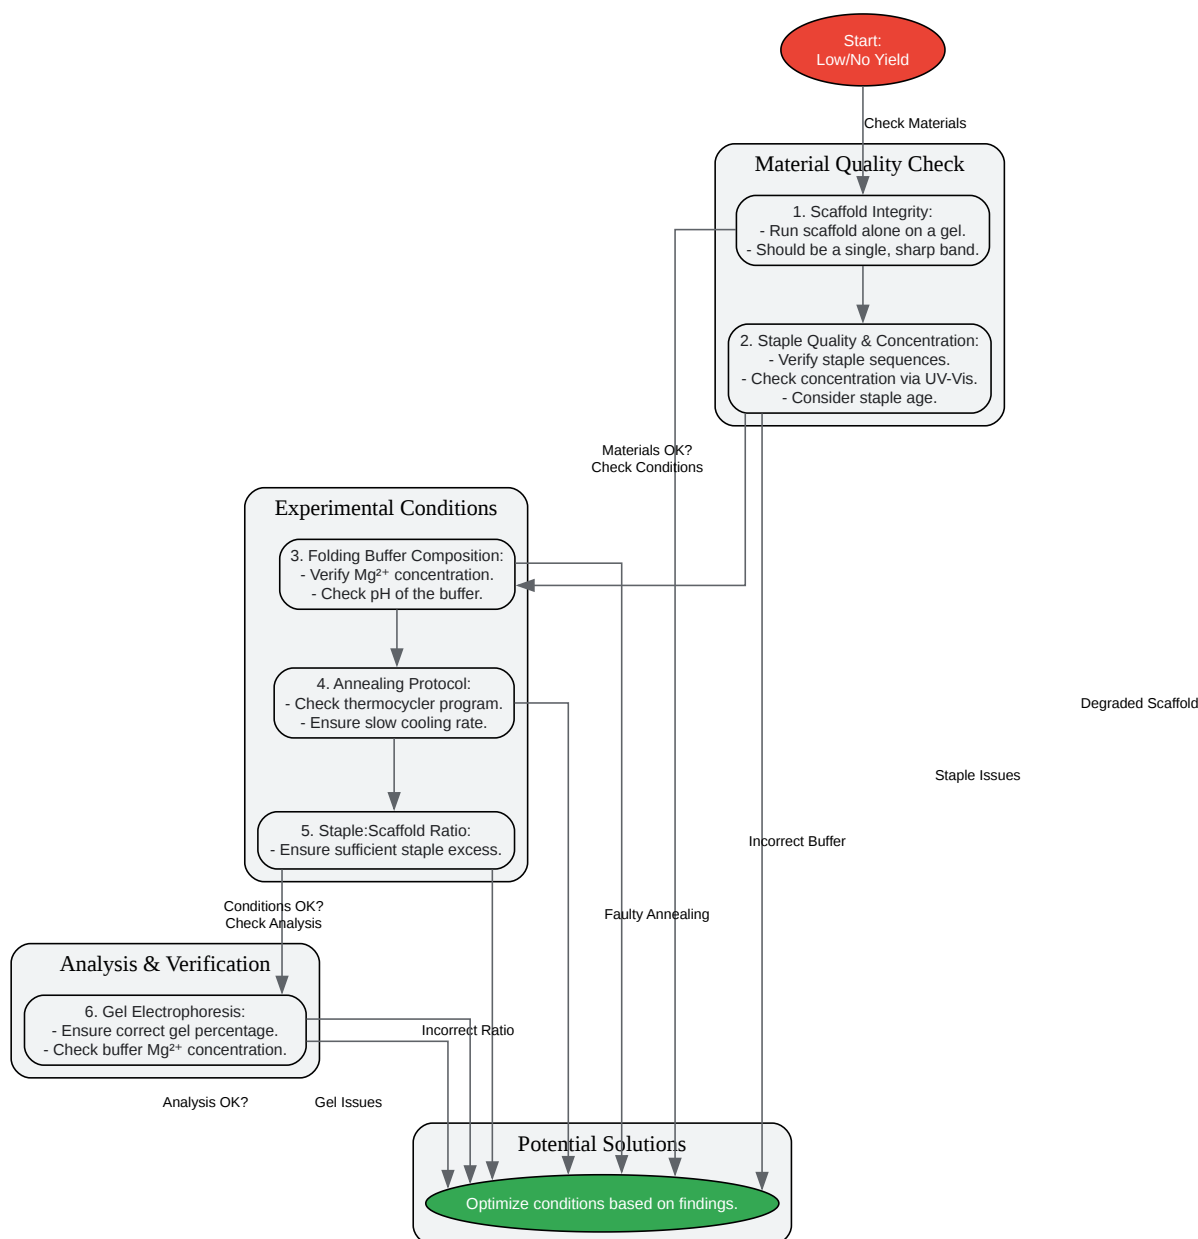 Start:
Low/No Yield
Check Materials
Material Quality Check
1. Scaffold Integrity:
- Run scaffold alone on a gel.
- Should be a single, sharp band.
2. Staple Quality & Concentration:
- Verify staple sequences.
- Check concentration via UV-Vis.
- Consider staple age.
Materials OK?
Check Conditions
Experimental Conditions
3. Folding Buffer Composition:
- Verify Mg²⁺ concentration.
- Check pH of the buffer.
4. Annealing Protocol:
- Check thermocycler program.
- Ensure slow cooling rate.
Degraded Scaffold
Staple Issues
5. Staple:Scaffold Ratio:
- Ensure sufficient staple excess.
Incorrect Buffer
Conditions OK?
Check Analysis
Faulty Annealing
Analysis & Verification
6. Gel Electrophoresis:
- Ensure correct gel percentage.
- Check buffer Mg²⁺ concentration.
Incorrect Ratio
Analysis OK?
Gel Issues
Potential Solutions
Optimize conditions based on findings.